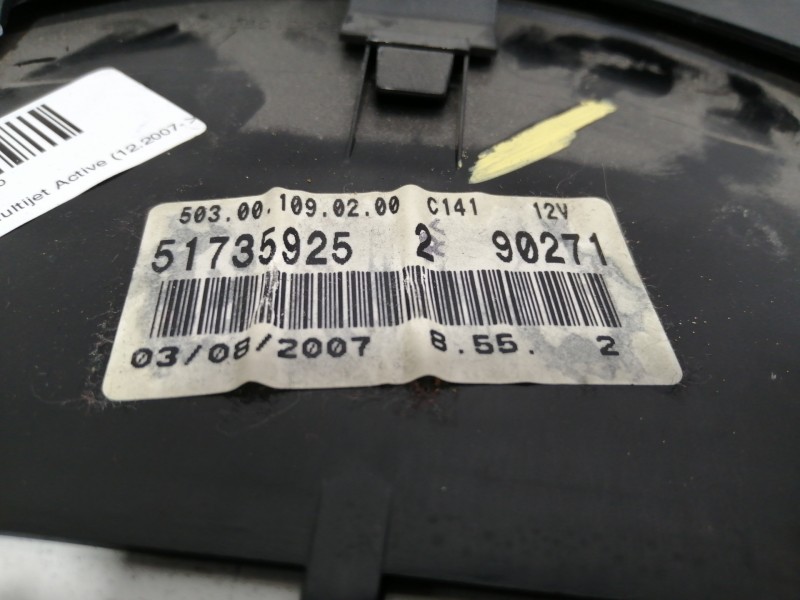 ultijet Active (12.2007->
503.00.109.02.00 C141 12V
51735925 2 90271
03/08/2007 8.55. 2